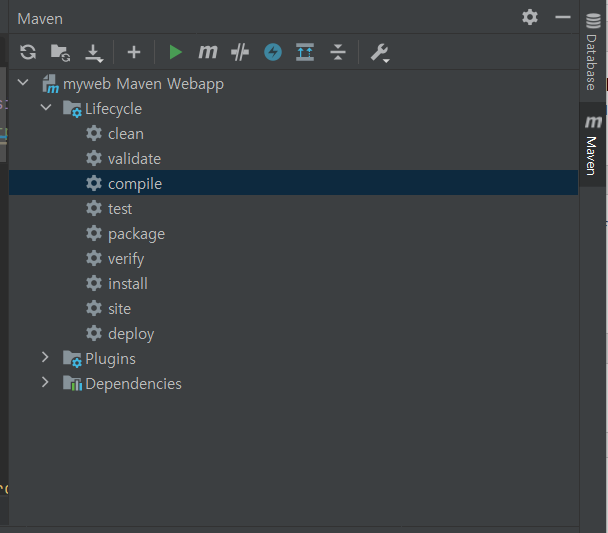 Maven
myweb Maven Webapp
Lifecycle
clean
validate
compile
test
package
verify
install
site
deploy
Plugins
Dependencies
Database
Maven